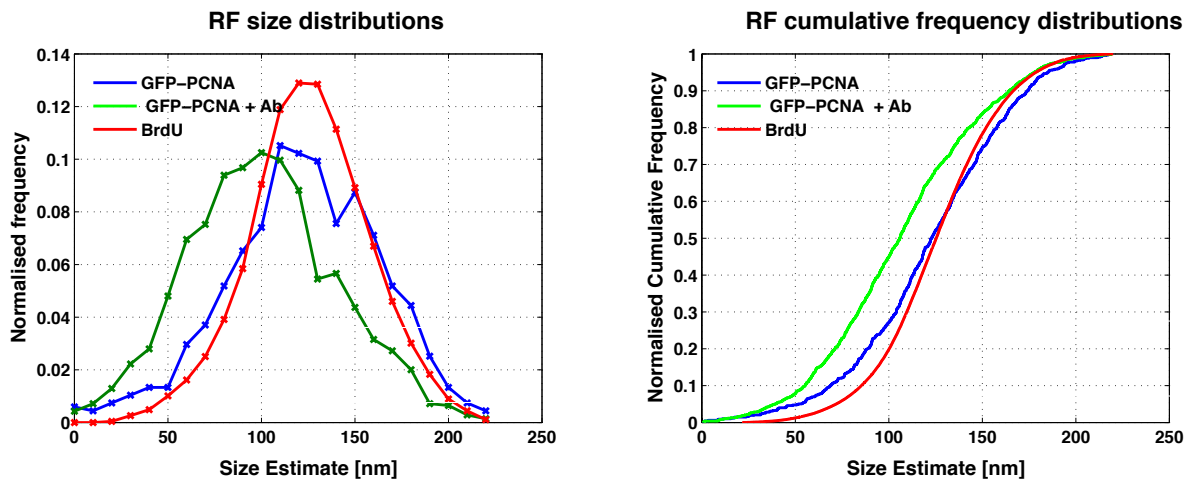 RF size distributions
0.14
0.12
0.1
0.08
0.06
0.04
0.02
0
Normalised frequency
GFP–PCNA
GFP–PCNA + Ab
BrdU
0
50
100
150
200
250
Size Estimate [nm]
RF cumulative frequency distributions
1
0.9
0.8
0.7
0.6
0.5
0.4
0.3
0.2
0.1
0
Normalised Cumulative Frequency
GFP–PCNA
GFP–PCNA + Ab
BrdU
0
50
100
150
200
250
Size Estimate [nm]